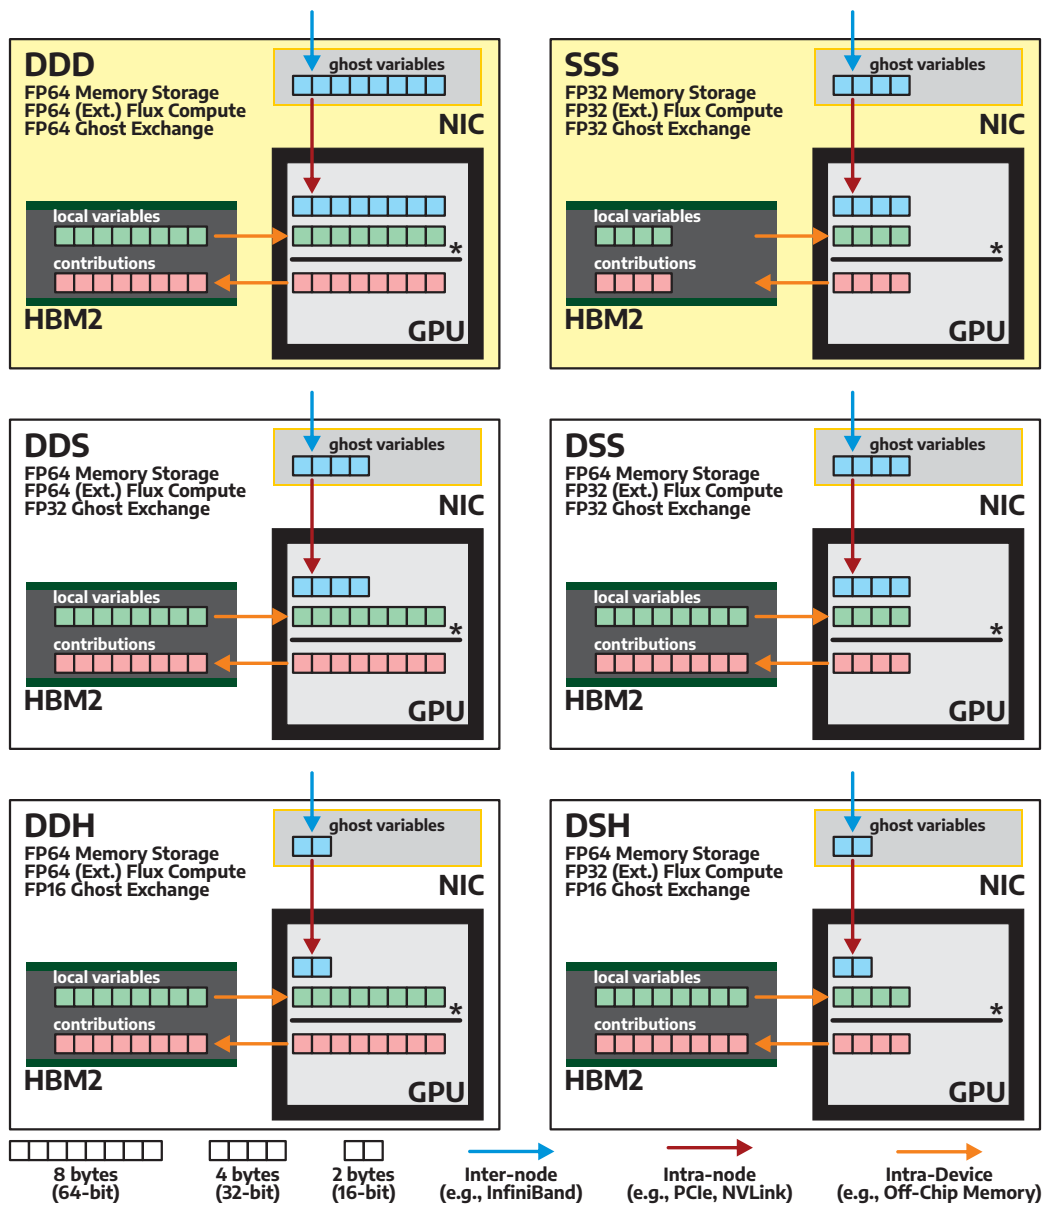 DDD
FP64 Memory Storage
FP64 (Ext.) Flux Compute
FP64 Ghost Exchange
ghost variables
NIC
local variables
contributions
HBM2
*
GPU
SSS
FP32 Memory Storage
FP32 (Ext.) Flux Compute
FP32 Ghost Exchange
ghost variables
NIC
local variables
contributions
HBM2
*
GPU
DDS
FP64 Memory Storage
FP64 (Ext.) Flux Compute
FP32 Ghost Exchange
ghost variables
NIC
local variables
contributions
HBM2
*
GPU
DSS
FP64 Memory Storage
FP32 (Ext.) Flux Compute
FP32 Ghost Exchange
ghost variables
NIC
local variables
contributions
HBM2
*
GPU
DDH
FP64 Memory Storage
FP64 (Ext.) Flux Compute
FP16 Ghost Exchange
ghost variables
NIC
local variables
contributions
HBM2
*
GPU
DSH
FP64 Memory Storage
FP32 (Ext.) Flux Compute
FP16 Ghost Exchange
ghost variables
NIC
local variables
contributions
HBM2
*
GPU
8 bytes
(64-bit)
4 bytes
(32-bit)
2 bytes
(16-bit)
Inter-node
(e.g., InfiniBand)
Intra-node
(e.g., PCIe, NVLink)
Intra-Device
(e.g., Off-Chip Memory)